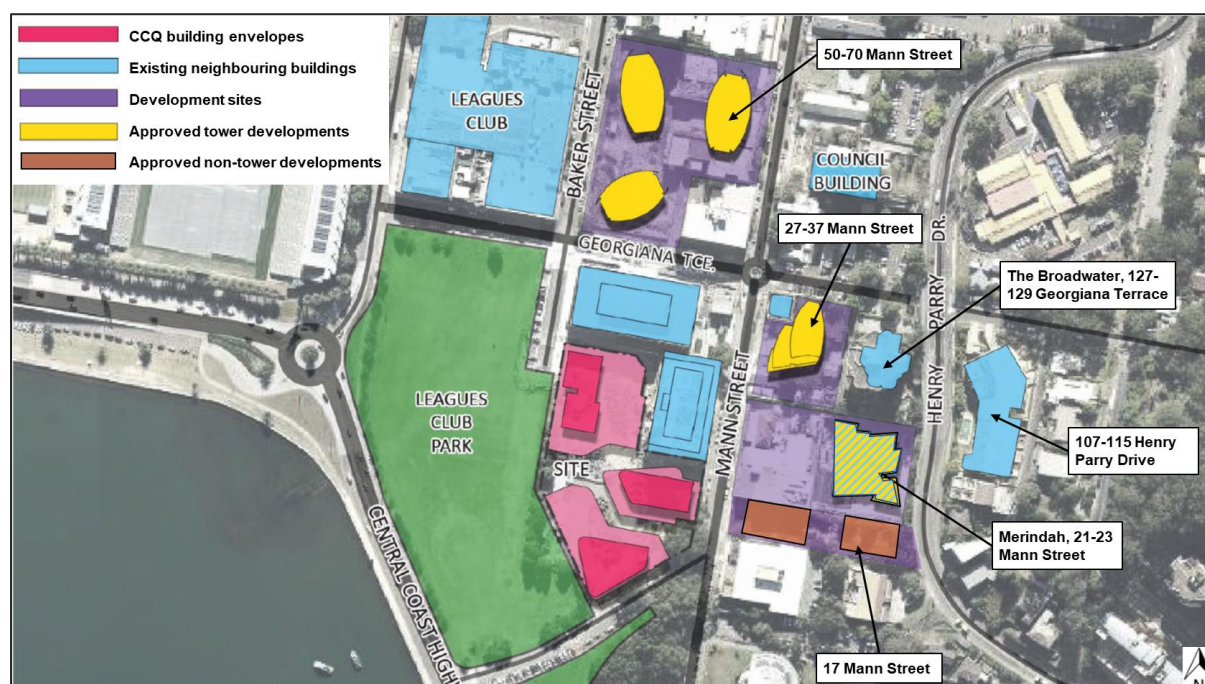 CCQ building envelopes
Existing neighbouring buildings
Development sites
Approved tower developments
Approved non-tower developments
50-70 Mann Street
LEAGUES
CLUB
BAKER STREET
COUNCIL
BUILDING
27-37 Mann Street
GEORGIANA TCE.
HENRY PARRY DR.
The Broadwater, 127-
129 Georgiana Terrace
MANN STREET
LEAGUES
CLUB
PARK
SITE
107-115 Henry
Parry Drive
CENTRAL COAST HIGH
Merindah, 21-23
Mann Street
17 Mann Street
N